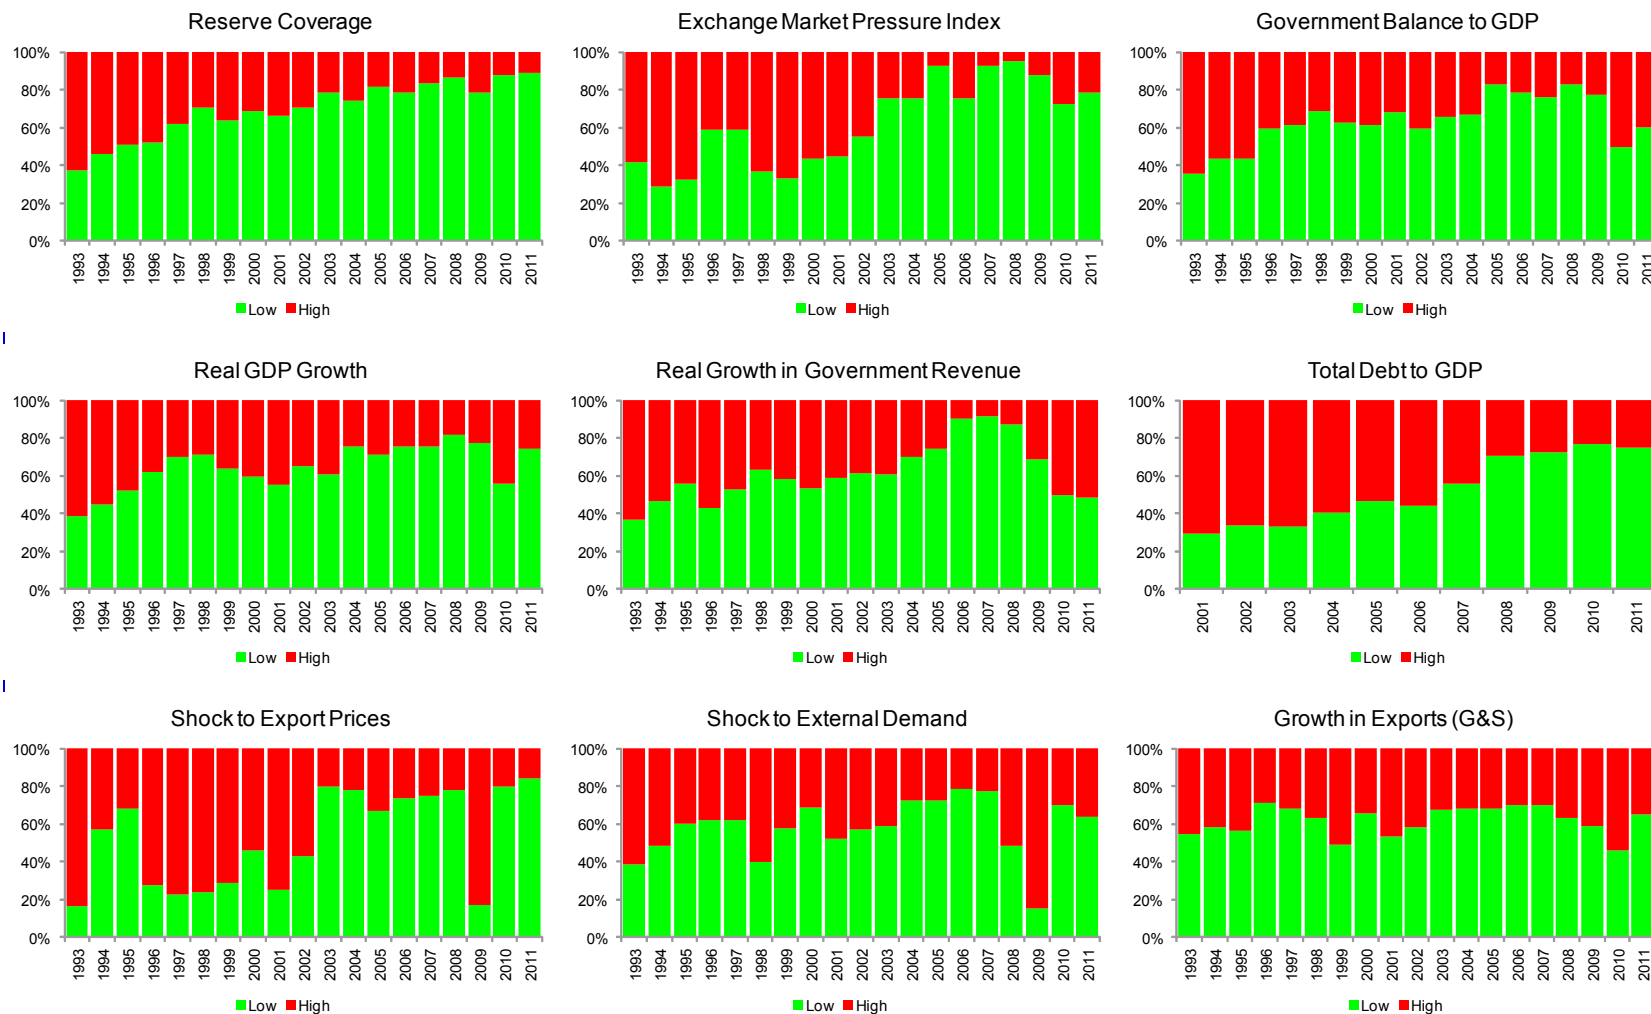 Reserve Coverage
100%
80%
60%
40%
20%
0%
1993 1994 1995 1996 1997 1998 1999 2000 2001 2002 2003 2004 2005 2006 2007 2008 2009 2010 2011
Low High
Exchange Market Pressure Index
100%
80%
60%
40%
20%
0%
1993 1994 1995 1996 1997 1998 1999 2000 2001 2002 2003 2004 2005 2006 2007 2008 2009 2010 2011
Low High
Government Balance to GDP
100%
80%
60%
40%
20%
0%
1993 1994 1995 1996 1997 1998 1999 2000 2001 2002 2003 2004 2005 2006 2007 2008 2009 2010 2011
Low High
Real GDP Growth
100%
80%
60%
40%
20%
0%
1993 1994 1995 1996 1997 1998 1999 2000 2001 2002 2003 2004 2005 2006 2007 2008 2009 2010 2011
Low High
Real Growth in Government Revenue
100%
80%
60%
40%
20%
0%
1993 1994 1995 1996 1997 1998 1999 2000 2001 2002 2003 2004 2005 2006 2007 2008 2009 2010 2011
Low High
Total Debt to GDP
100%
80%
60%
40%
20%
0%
2001 2002 2003 2004 2005 2006 2007 2008 2009 2010 2011
Low High
Shock to Export Prices
100%
80%
60%
40%
20%
0%
1993 1994 1995 1996 1997 1998 1999 2000 2001 2002 2003 2004 2005 2006 2007 2008 2009 2010 2011
Low High
Shock to External Demand
100%
80%
60%
40%
20%
0%
1993 1994 1995 1996 1997 1998 1999 2000 2001 2002 2003 2004 2005 2006 2007 2008 2009 2010 2011
Low High
Growth in Exports (G&S)
100%
80%
60%
40%
20%
0%
1993 1994 1995 1996 1997 1998 1999 2000 2001 2002 2003 2004 2005 2006 2007 2008 2009 2010 2011
Low High